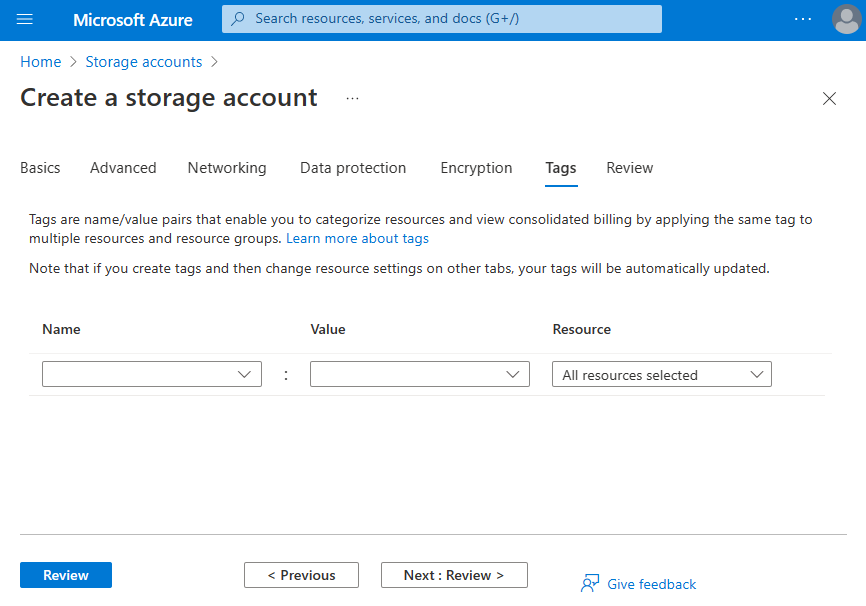 Microsoft Azure
Search resources, services, and docs (G+/)
Home > Storage accounts >
Create a storage account ...
Basics Advanced Networking Data protection Encryption Tags Review
Tags are name/value pairs that enable you to categorize resources and view consolidated billing by applying the same tag to
multiple resources and resource groups. Learn more about tags
Note that if you create tags and then change resource settings on other tabs, your tags will be automatically updated.
Name Value Resource
: All resources selected
Review < Previous Next : Review > Give feedback